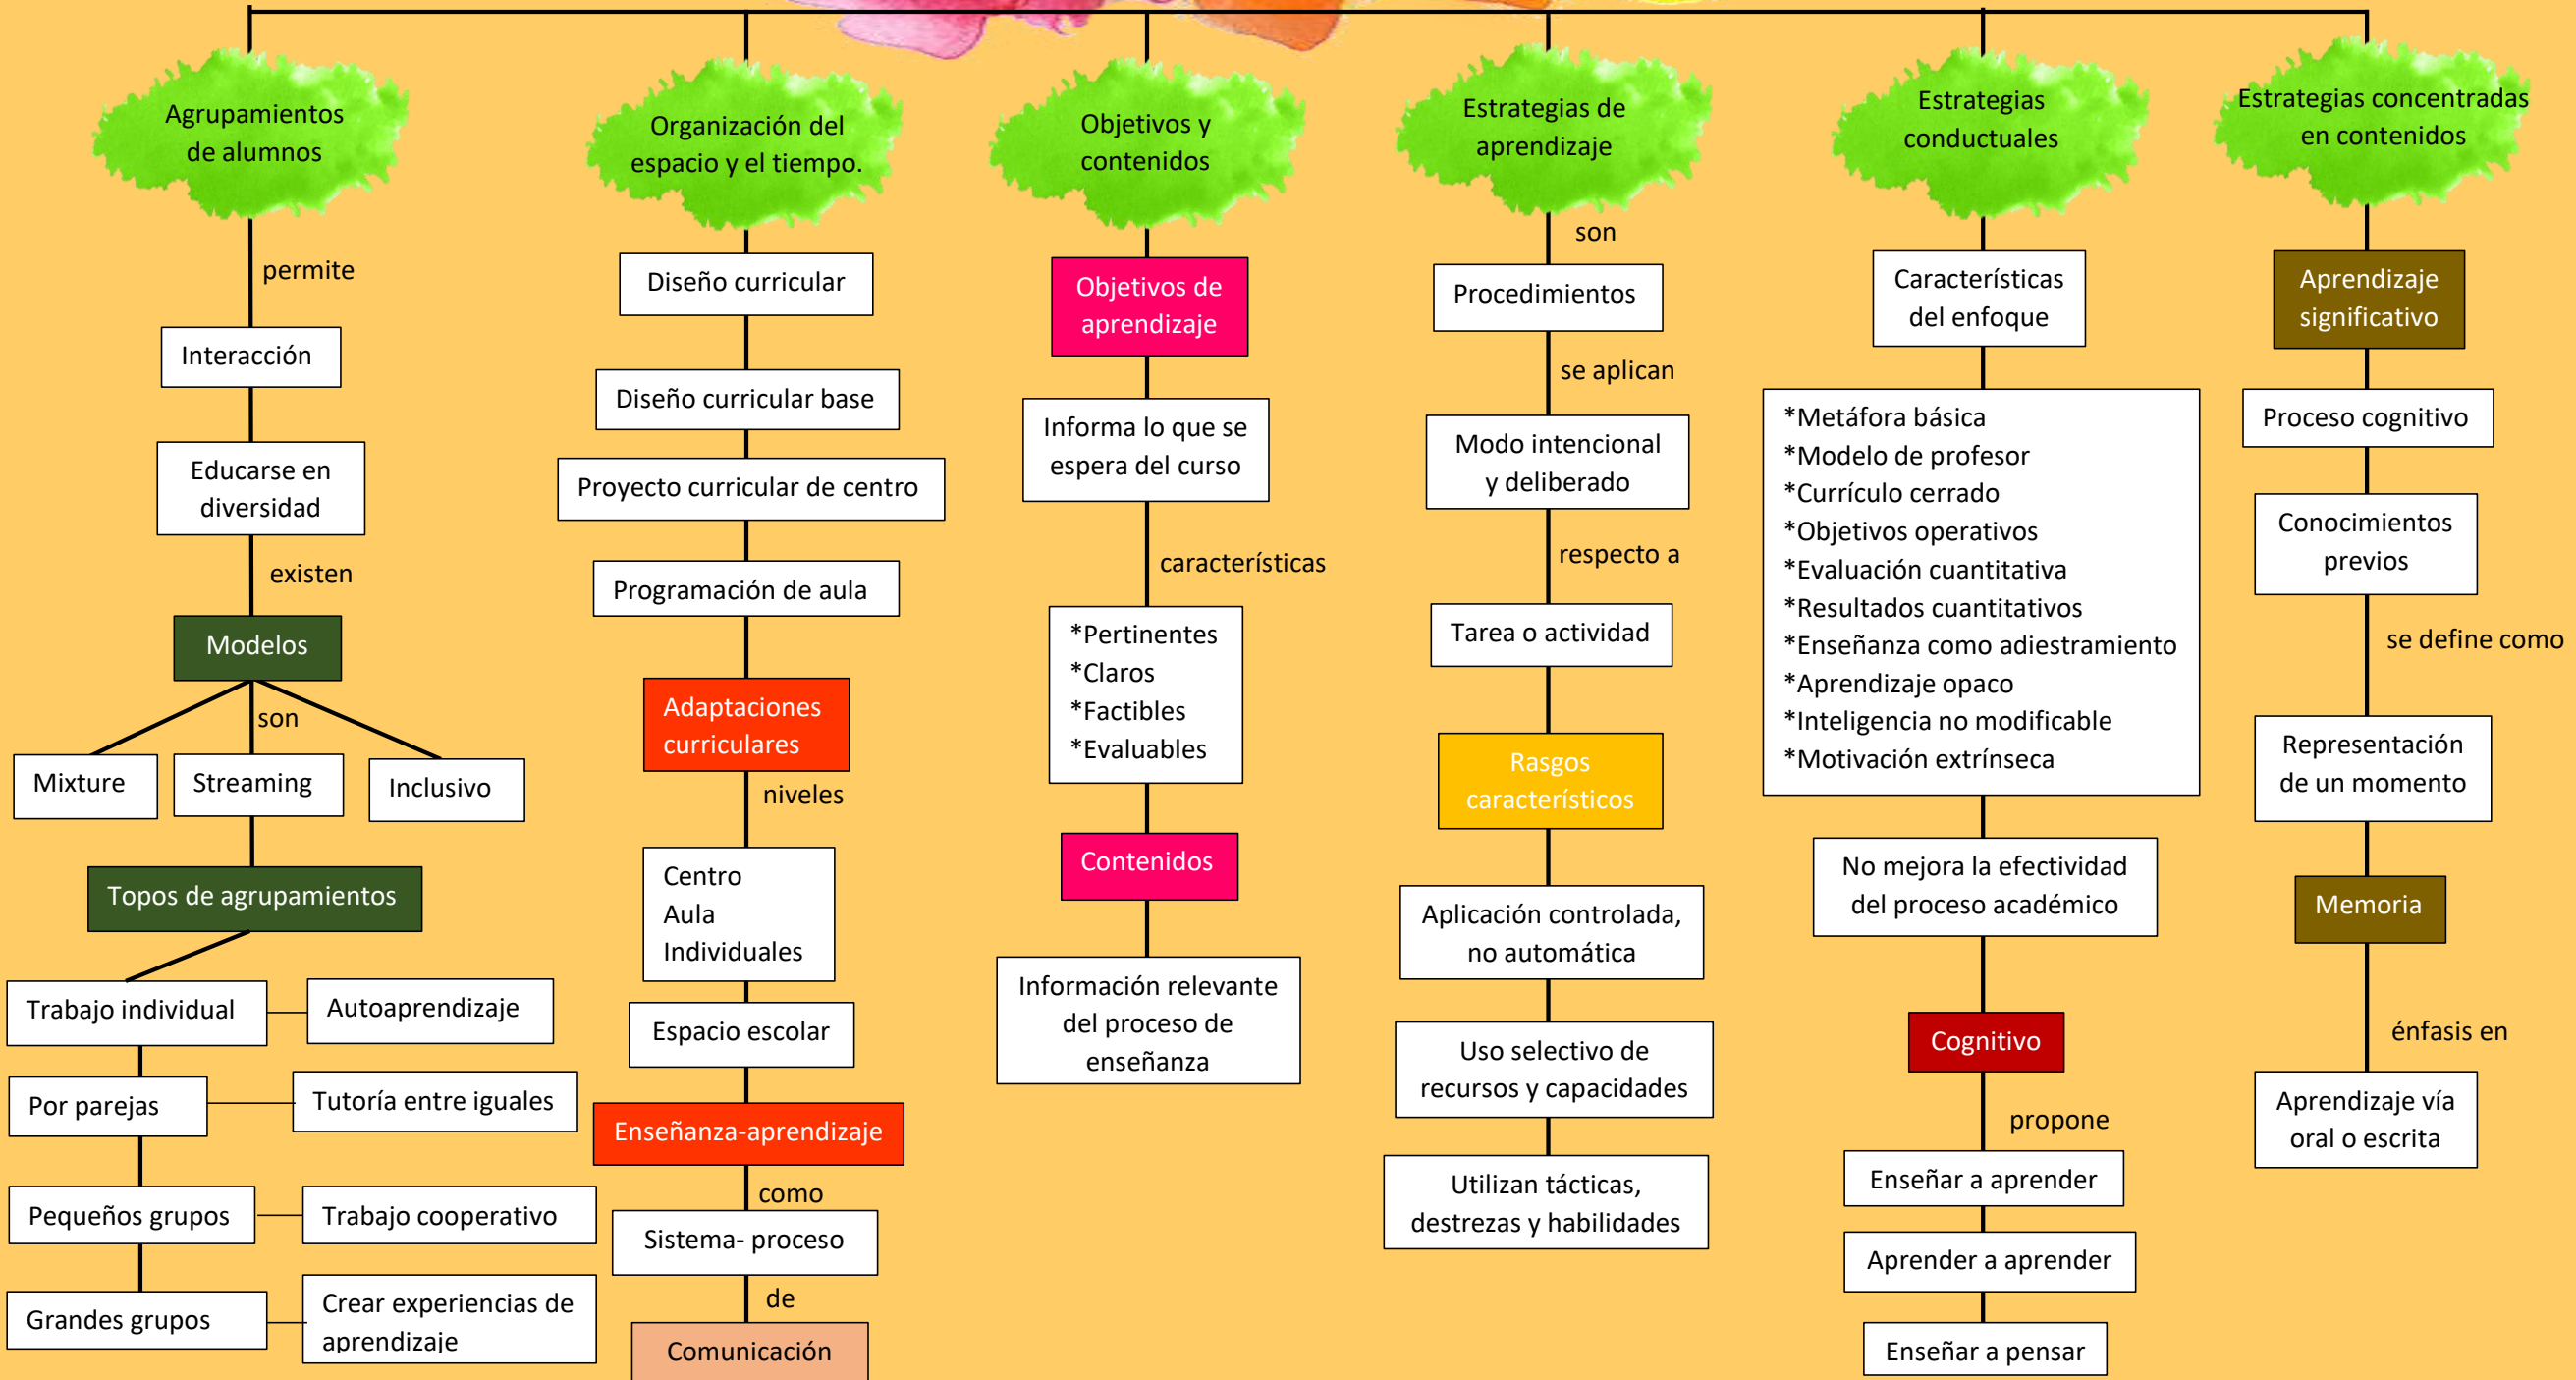 Agrupamientos
de alumnos
permite
Interacción
Educarse en
diversidad
existen
Modelos
son
Mixture
Streaming
Inclusivo
Topos de agrupamientos
Trabajo individual
Autoaprendizaje
Por parejas
Tutoría entre iguales
Pequeños grupos
Trabajo cooperativo
Grandes grupos
Crear experiencias de
aprendizaje
Organización del
espacio y el tiempo.
Diseño curricular
Diseño curricular base
Proyecto curricular de centro
Programación de aula
Adaptaciones
curriculares
niveles
Centro
Aula
Individuales
Espacio escolar
Enseñanza-aprendizaje
como
Sistema- proceso
de
Comunicación
Objetivos y
contenidos
Objetivos de
aprendizaje
Informa lo que se
espera del curso
características
*Pertinentes
*Claros
*Factibles
*Evaluables
Contenidos
Información relevante
del proceso de
enseñanza
Estrategias de
aprendizaje
son
Procedimientos
se aplican
Modo intencional
y deliberado
respecto a
Tarea o actividad
Rasgos
característicos
Aplicación controlada,
no automática
Uso selectivo de
recursos y capacidades
Utilizan tácticas,
destrezas y habilidades
Estrategias
conductuales
Características
del enfoque
*Metáfora básica
*Modelo de profesor
*Currículo cerrado
*Objetivos operativos
*Evaluación cuantitativa
*Resultados cuantitativos
*Enseñanza como adiestramiento
*Aprendizaje opaco
*Inteligencia no modificable
*Motivación extrínseca
No mejora la efectividad
del proceso académico
Cognitivo
propone
Enseñar a aprender
Aprender a aprender
Enseñar a pensar
Estrategias concentradas
en contenidos
Aprendizaje
significativo
Proceso cognitivo
Conocimientos
previos
se define como
Representación
de un momento
Memoria
énfasis en
Aprendizaje vía
oral o escrita